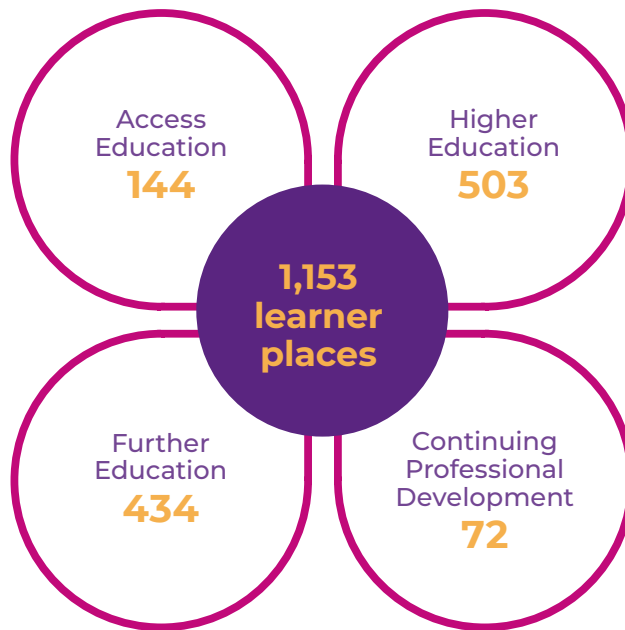 Access
Education
144
Higher
Education
503
1,153
learner
places
Further
Education
434
Continuing
Professional
Development
72